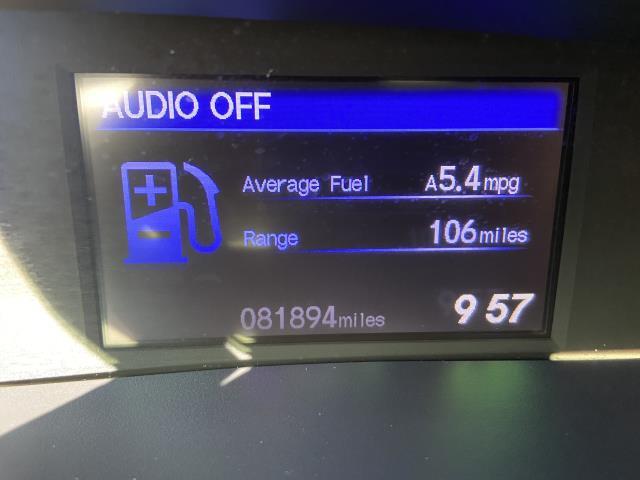 AUDIO OFF
Average Fuel A5.4mpg
Range 106miles
081894miles 9 57